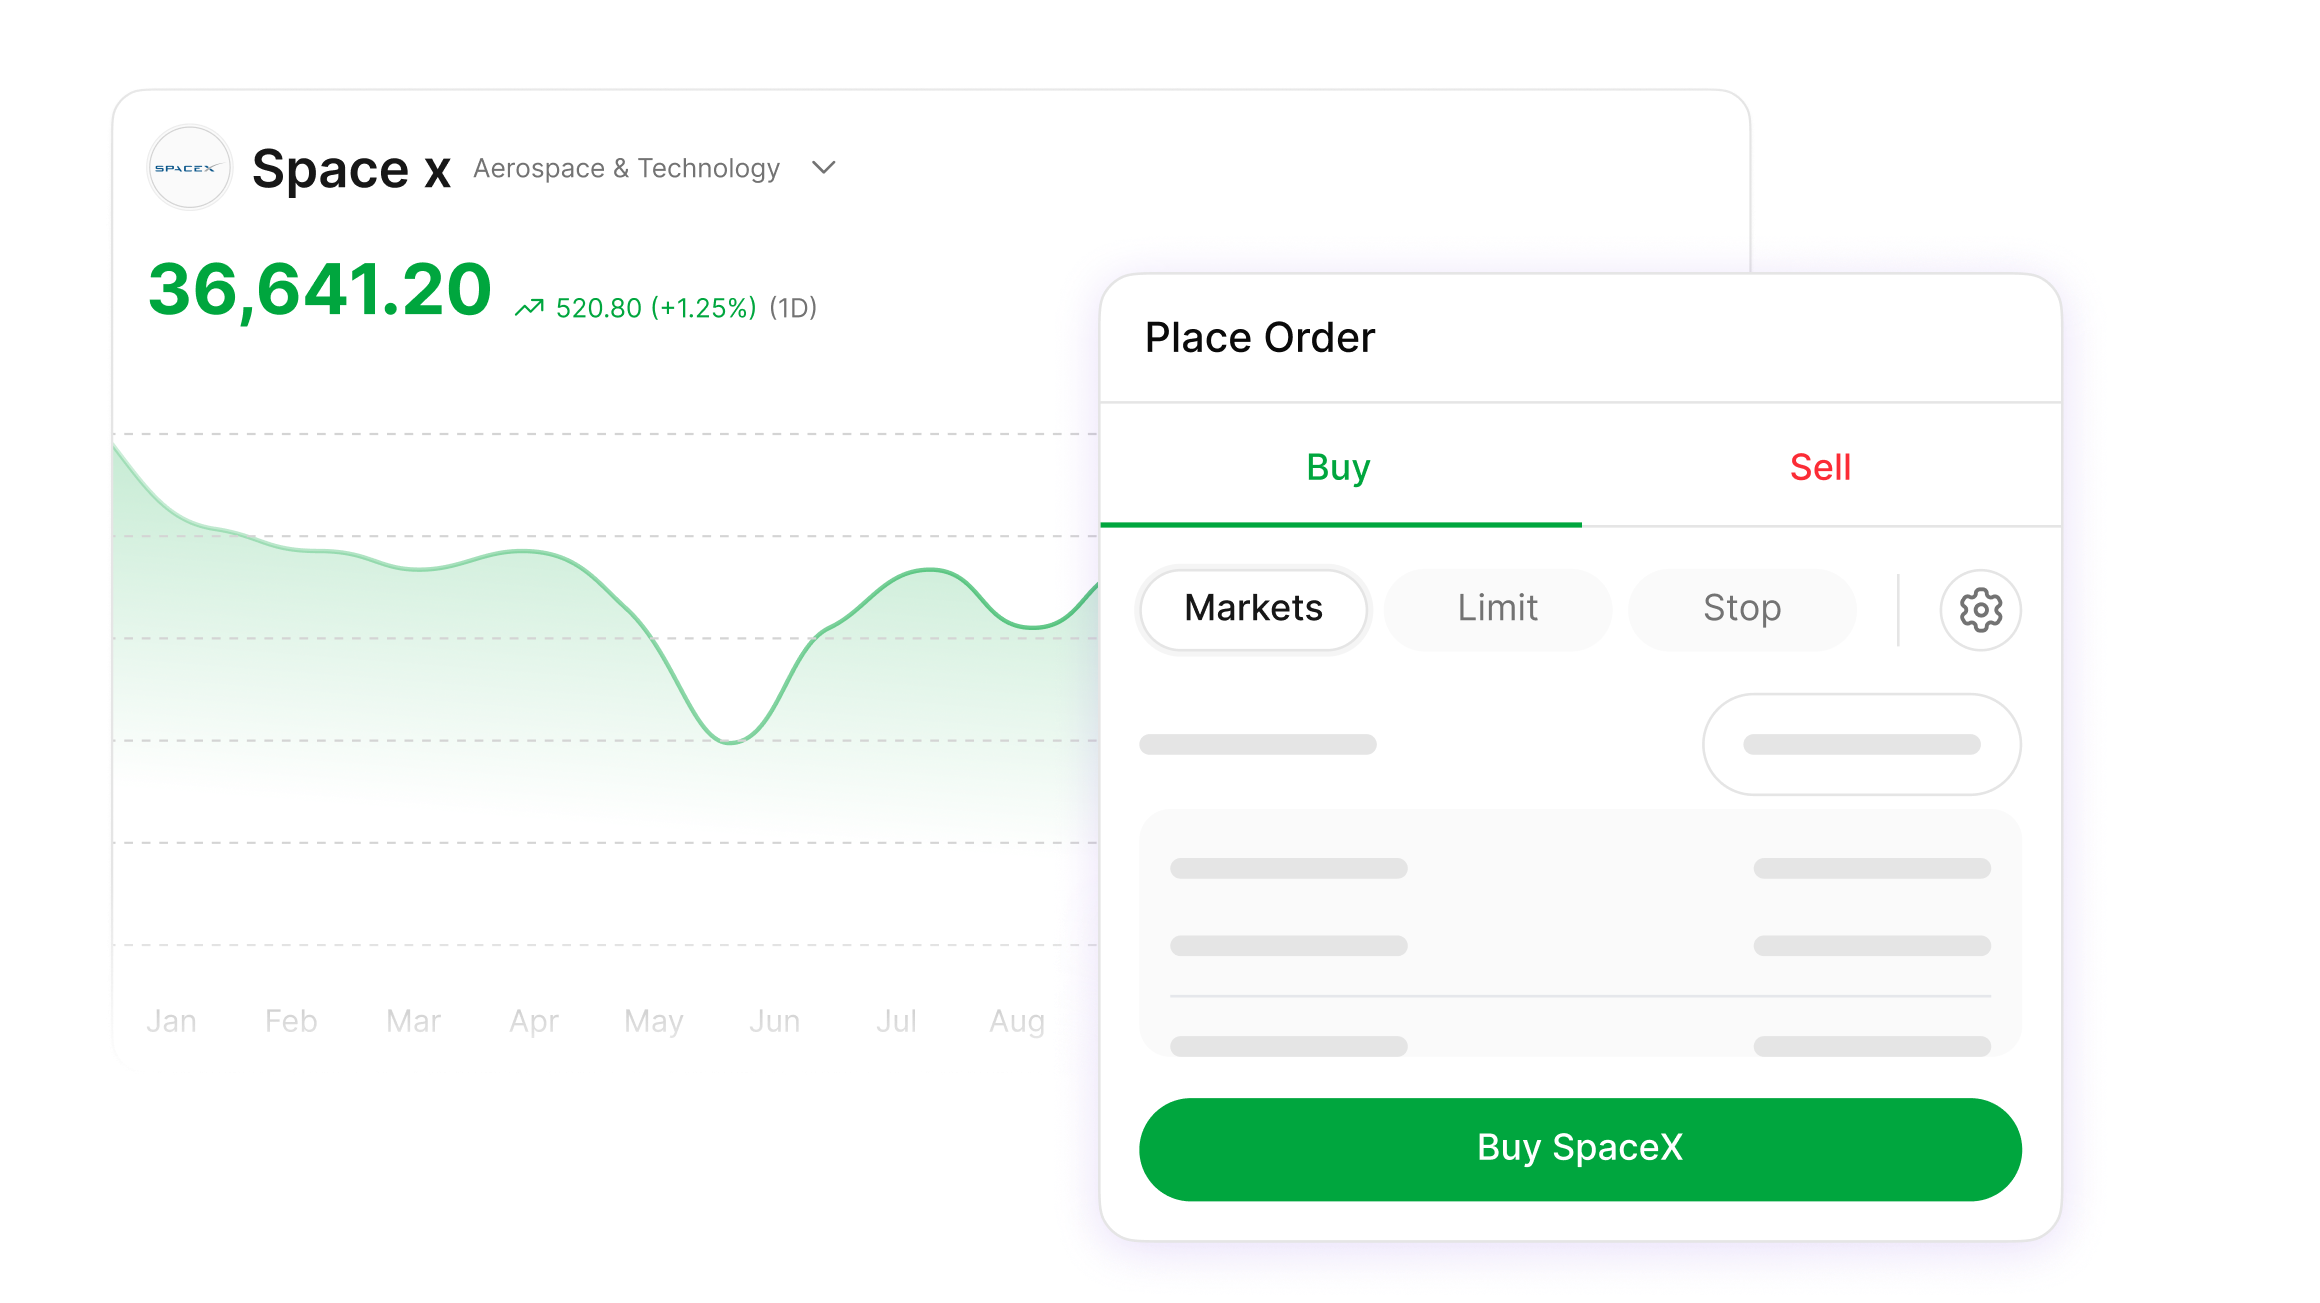 SPACEX
Space x Aerospace & Technology
36,641.20 520.80 (+1.25%) (1D)
Place Order
Buy Sell
Markets Limit Stop
Jan Feb Mar Apr May Jun Jul Aug
Buy SpaceX